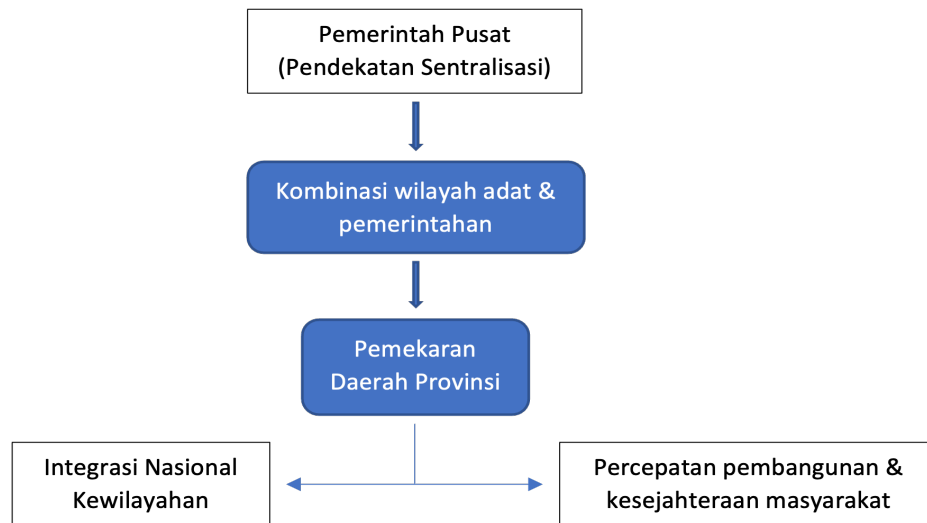 Pemerintah Pusat
(Pendekatan Sentralisasi)
Kombinasi wilayah adat &
pemerintahan
Pemekaran
Daerah Provinsi
Integrasi Nasional
Kewilayahan
Percepatan pembangunan &
kesejahteraan masyarakat